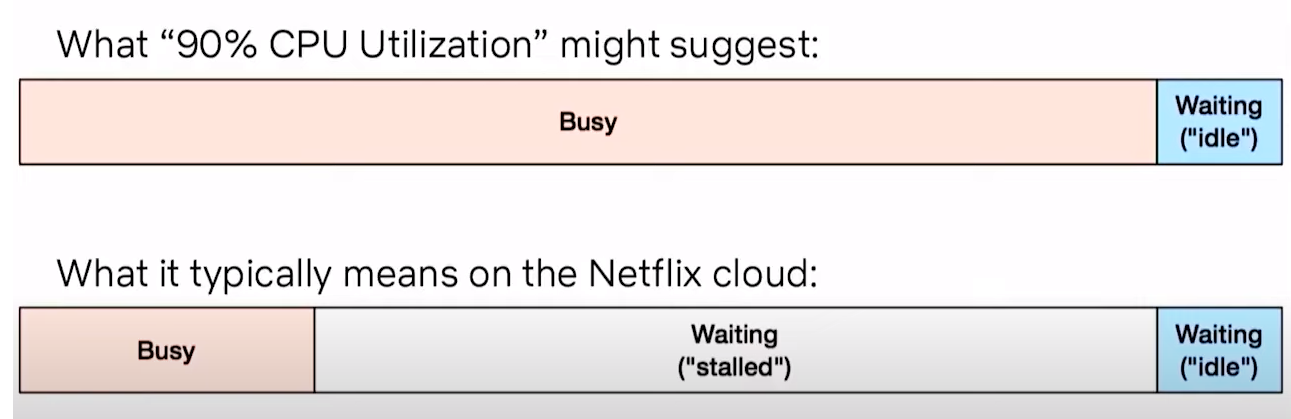 What “90% CPU Utilization” might suggest:
Busy
Waiting
("idle")
What it typically means on the Netflix cloud:
Busy
Waiting
("stalled")
Waiting
("idle")